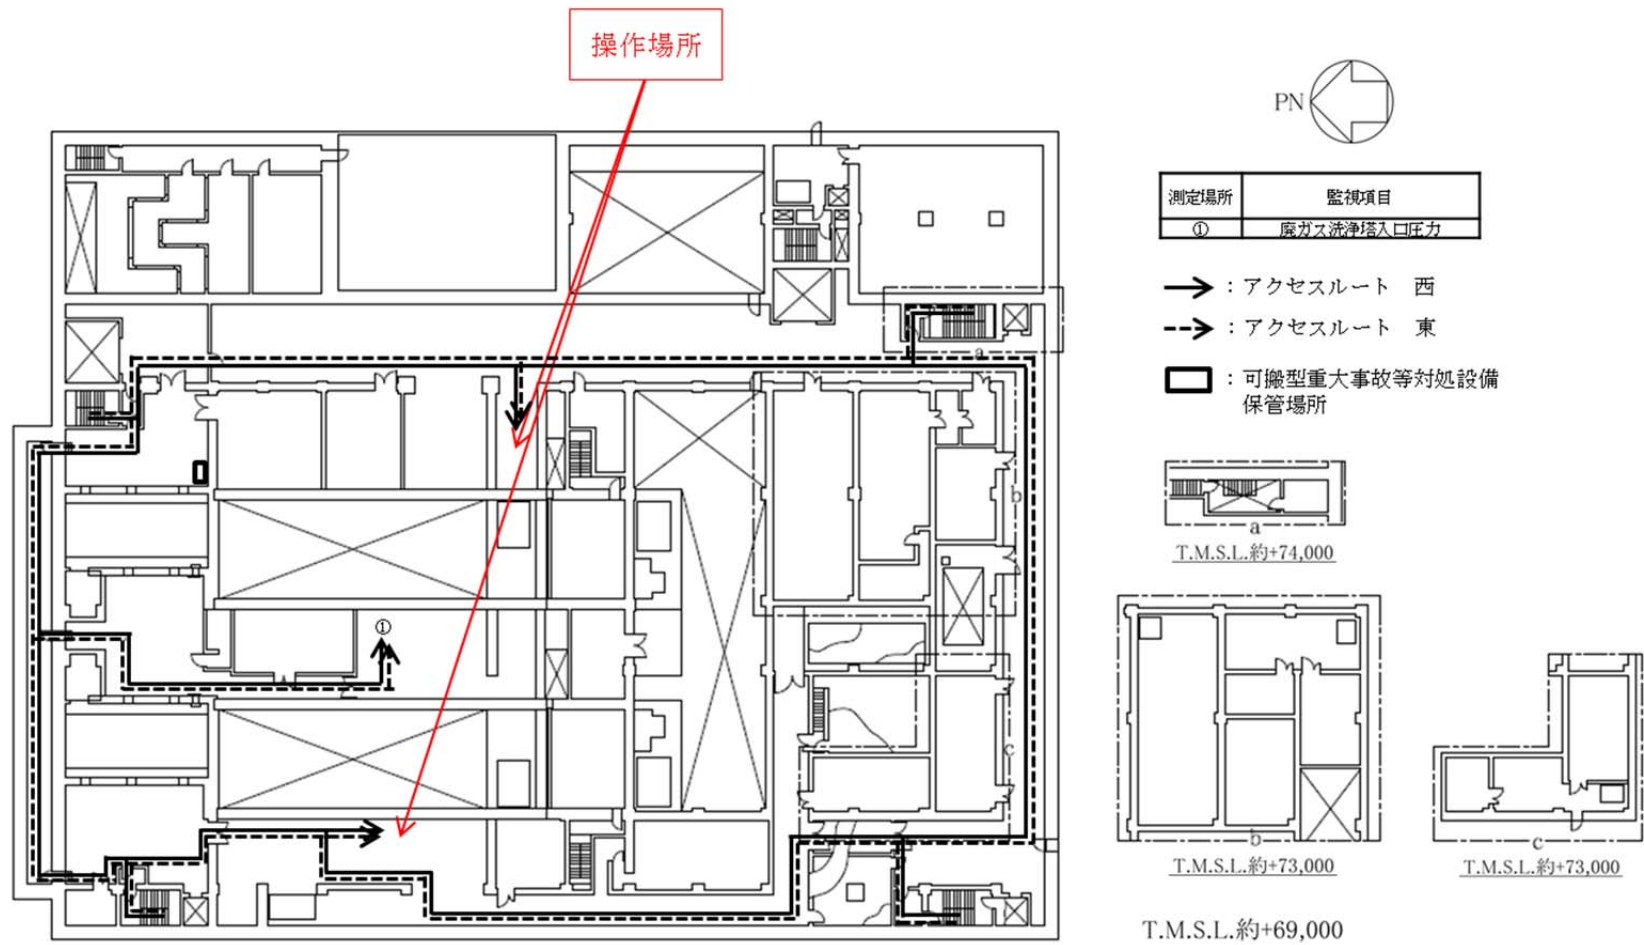 操作場所
PN
測定場所 監視項目
① 廃ガス洗浄塔入口圧力
:アクセスルート 西
:アクセスルート 東
:可搬型重大事故等対処設備
保管場所
a
b
c
①
a
T.M.S.L.約+74,000
b
T.M.S.L.約+73,000
c
T.M.S.L.約+73,000
T.M.S.L.約+69,000